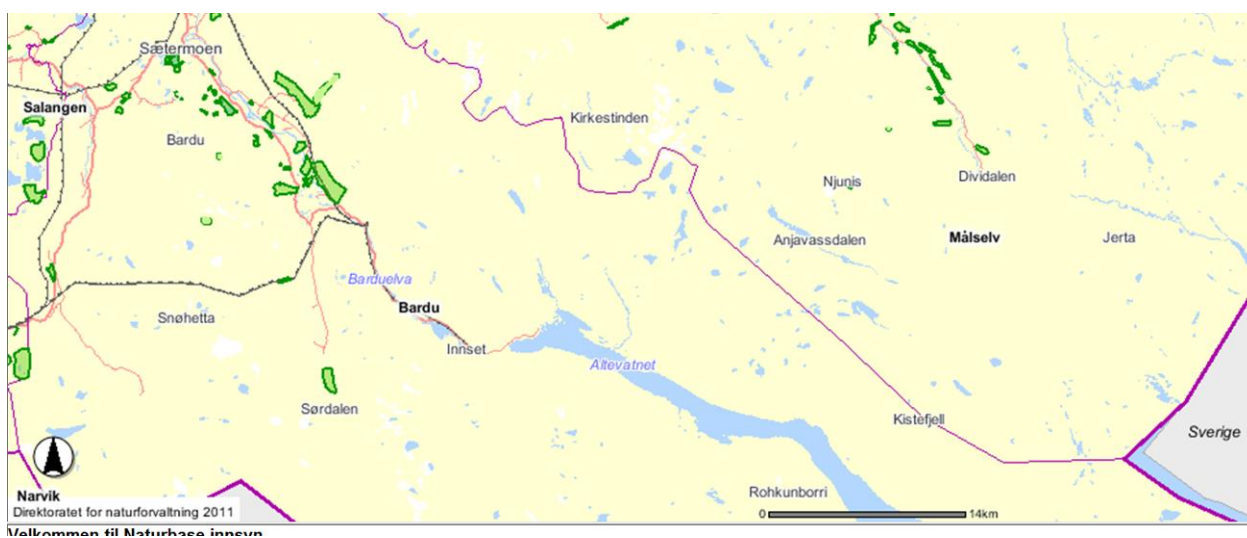 Sætermoen
Salangen
Kirkestinden
Bardu
Njunis
Dividalen
Anjavassdalen
Målselv
Jerta
Barduelva
Bardu
Snøhetta
Innset
Altevatnet
Sørdalen
Kistefjell
Sverige
Rohkunborri
Narvik
Direktoratet for naturforvaltning 2011
0
14km
Velkommen til Naturbase innsyn